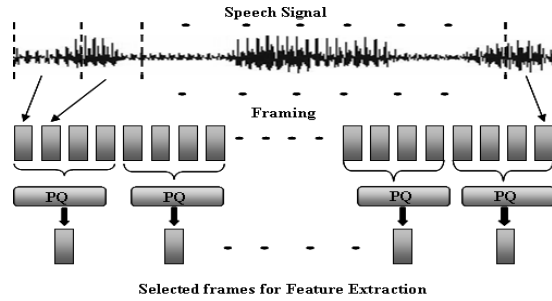 Speech Signal
Framing
PQ PQ PQ PQ
Selected frames for Feature Extraction